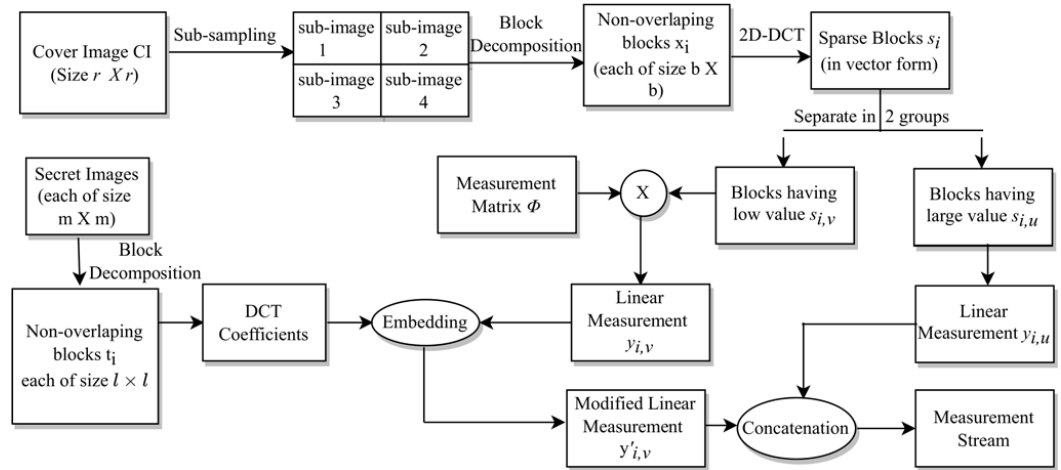 Cover Image CI
(Size r X r)
Sub-sampling
sub-image
1
sub-image
2
sub-image
3
sub-image
4
Block
Decomposition
Non-overlaping
blocks xᵢ
(each of size b X
b)
2D-DCT
Sparse Blocks sᵢ
(in vector form)
Separate in 2 groups
Secret Images
(each of size
m X m)
Measurement
Matrix Φ
X
Blocks having
low value s_{i,v}
Blocks having
large value s_{i,u}
Block
Decomposition
Non-overlaping
blocks tᵢ
each of size l × l
DCT
Coefficients
Embedding
Linear
Measurement
y_{i,v}
Linear
Measurement y_{i,u}
Modified Linear
Measurement
y'_{i,v}
Concatenation
Measurement
Stream